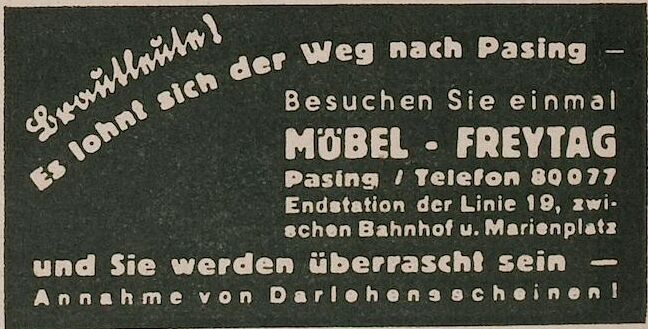 Brautleute!
Es lohnt sich der Weg nach Pasing —
Besuchen Sie einmal
MÖBEL - FREYTAG
Pasing / Telefon 80077
Endstation der Linie 19, zwi-
schen Bahnhof u. Marienplatz
und Sie werden überrascht sein —
Annahme von Darlehensscheinen!